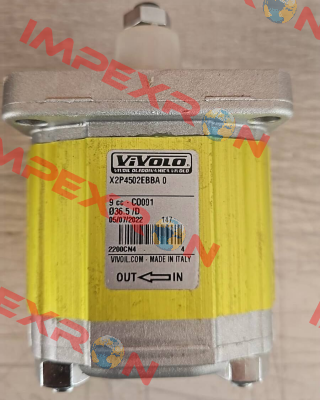 IMPEXRON
VIVOLO
VIVOIL OLEODINAMICA VIVOLO
X2P4502EBBA 0
9 cc - CO001
Ø36.5 /D
05/07/2022 147
2200CN4 4
VIVOIL.COM - MADE IN ITALY
OUT IN
IMPEXRON